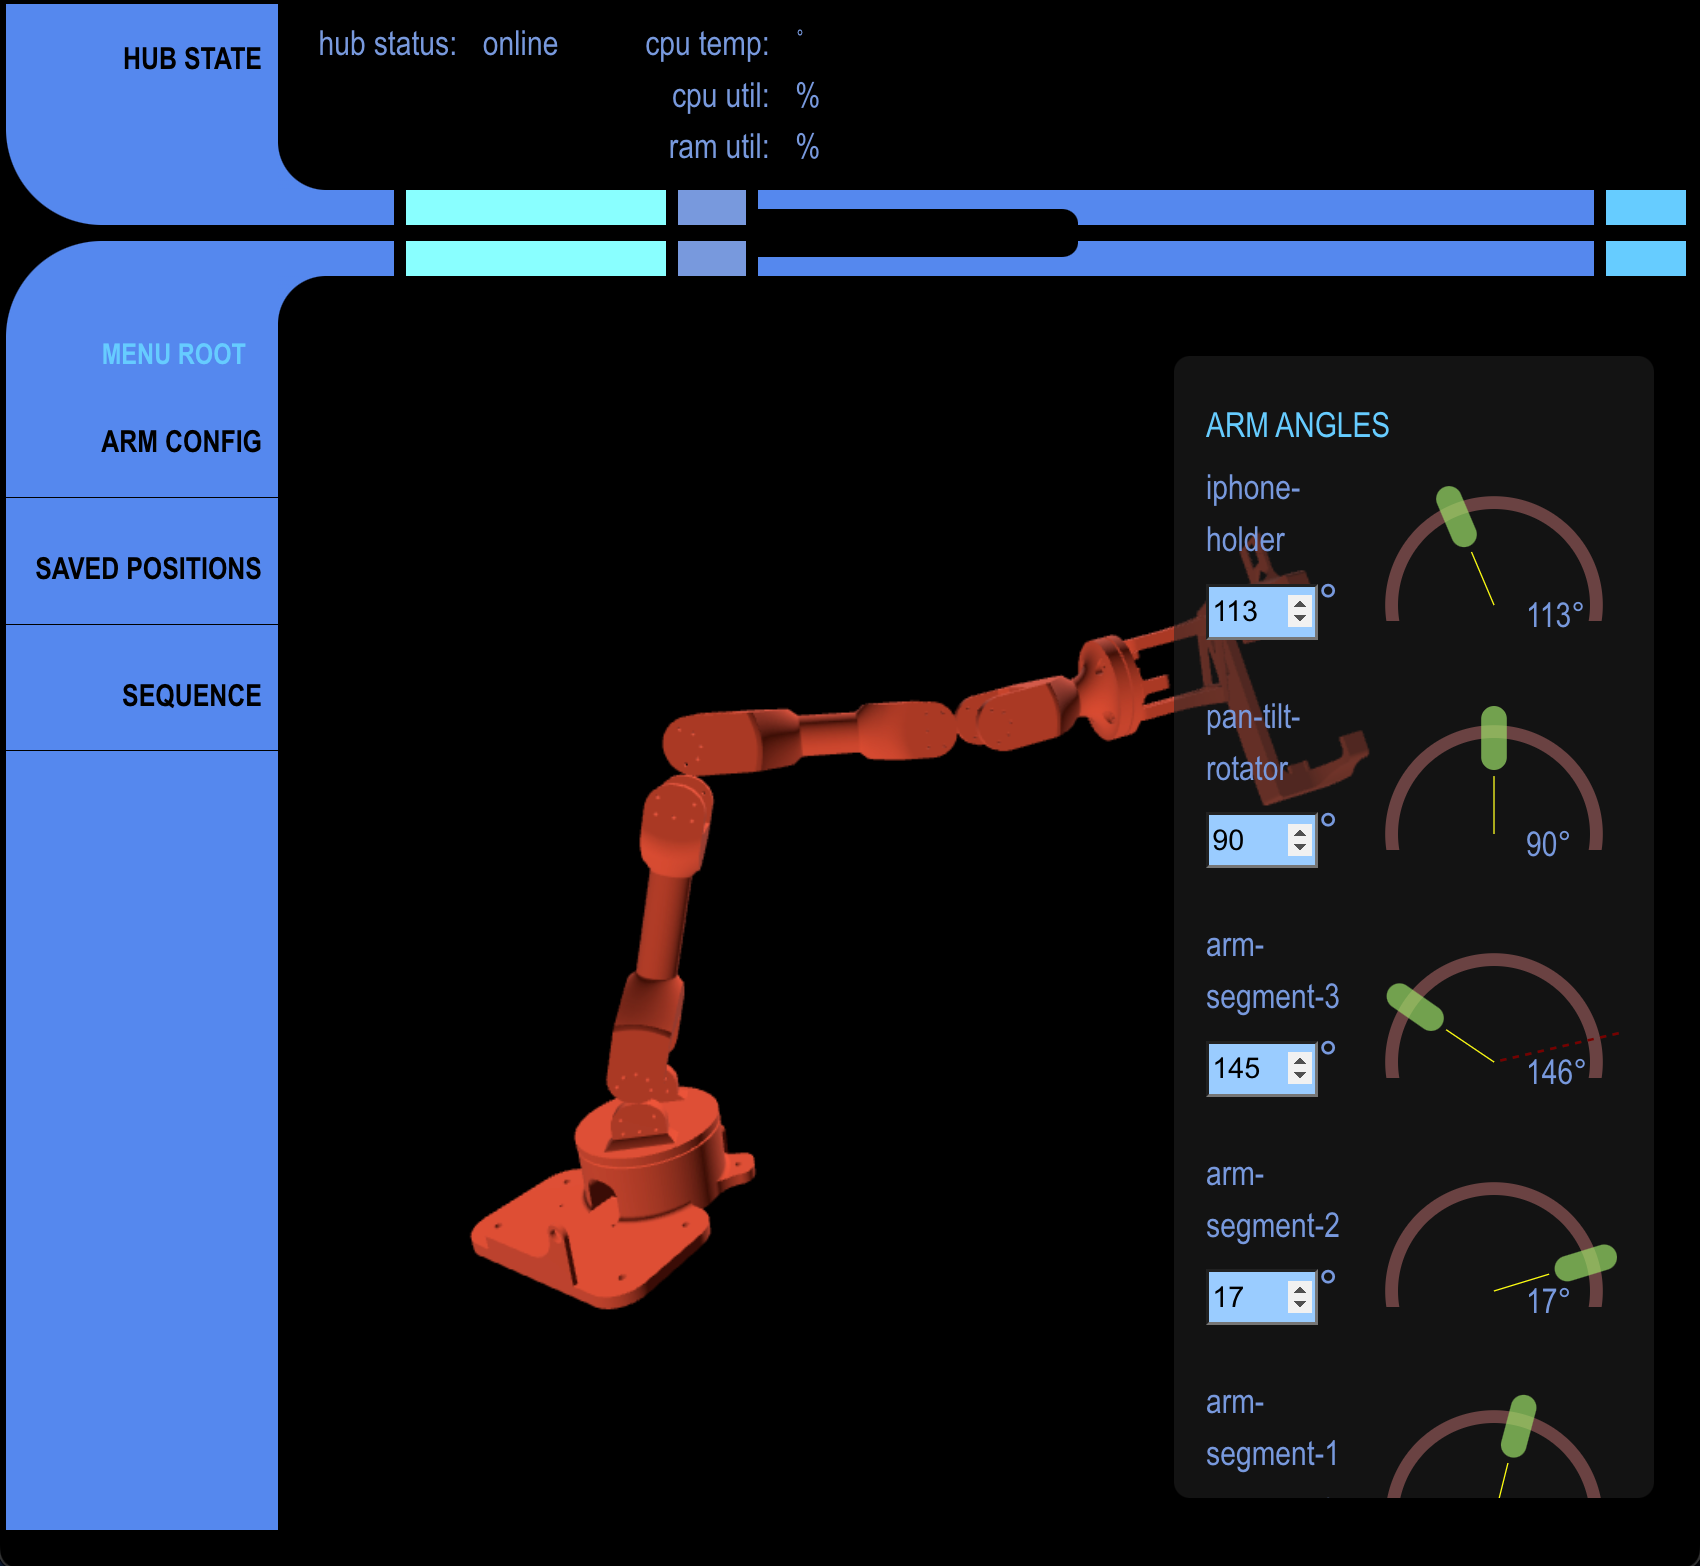 HUB STATE
hub status: online cpu temp: °
cpu util: %
ram util: %
MENU ROOT
ARM CONFIG
SAVED POSITIONS
SEQUENCE
ARM ANGLES
iphone-
holder
113 °
113°
pan-tilt-
rotator
90 °
90°
arm-
segment-3
145 °
146°
arm-
segment-2
17 °
17°
arm-
segment-1